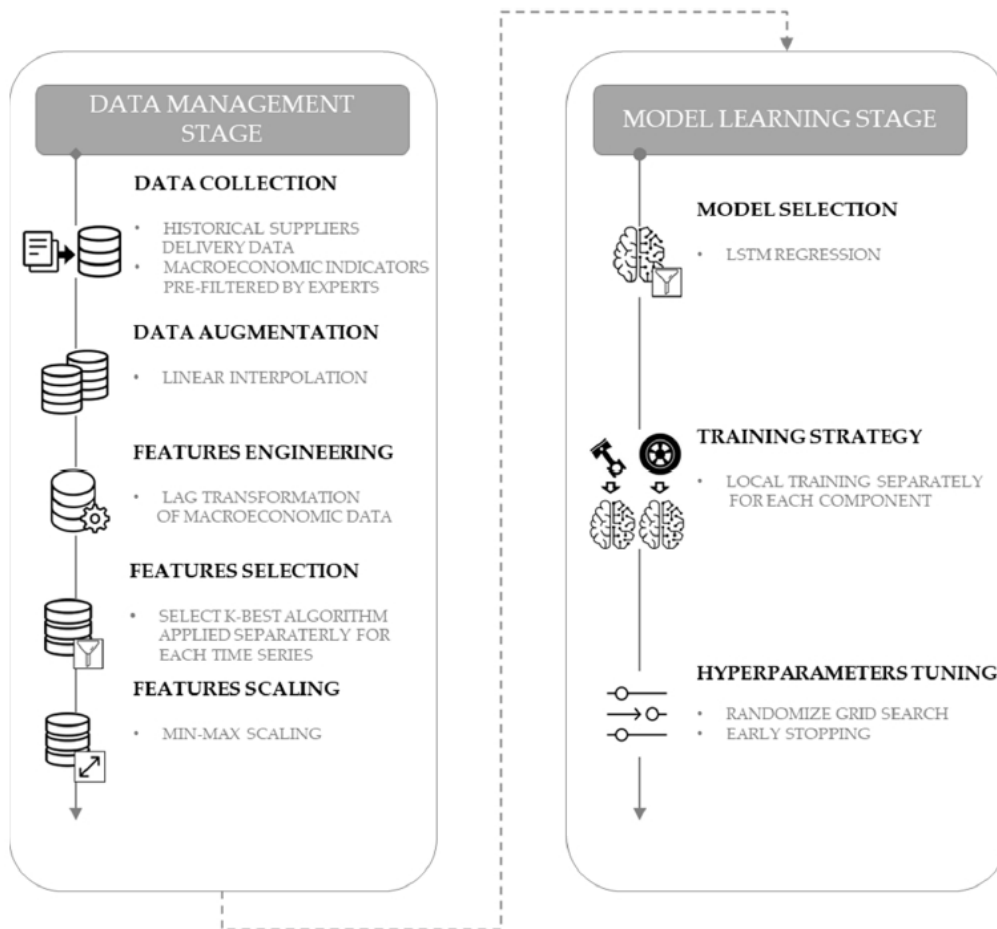 DATA MANAGEMENT
STAGE
DATA COLLECTION
• HISTORICAL SUPPLIERS
DELIVERY DATA
• MACROECONOMIC INDICATORS
PRE-FILTERED BY EXPERTS
DATA AUGMENTATION
• LINEAR INTERPOLATION
FEATURES ENGINEERING
• LAG TRANSFORMATION
OF MACROECONOMIC DATA
FEATURES SELECTION
• SELECT K-BEST ALGORITHM
APPLIED SEPARATERLY FOR
EACH TIME SERIES
FEATURES SCALING
• MIN-MAX SCALING
MODEL LEARNING STAGE
MODEL SELECTION
• LSTM REGRESSION
TRAINING STRATEGY
• LOCAL TRAINING SEPARATELY
FOR EACH COMPONENT
HYPERPARAMETERS TUNING
• RANDOMIZE GRID SEARCH
• EARLY STOPPING